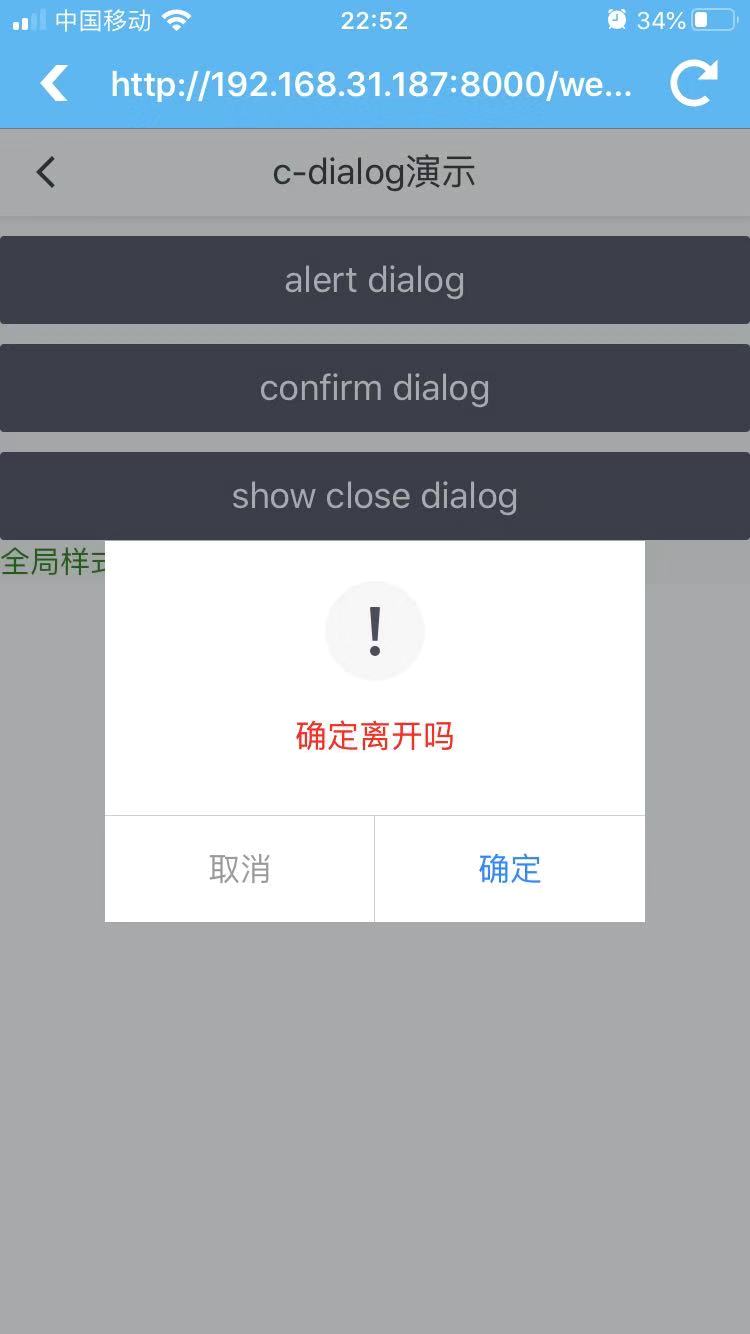 中国移动 22:52 34%
http://192.168.31.187:8000/we...
c-dialog演示
alert dialog
confirm dialog
show close dialog
全局样式
!
确定离开吗
取消 确定